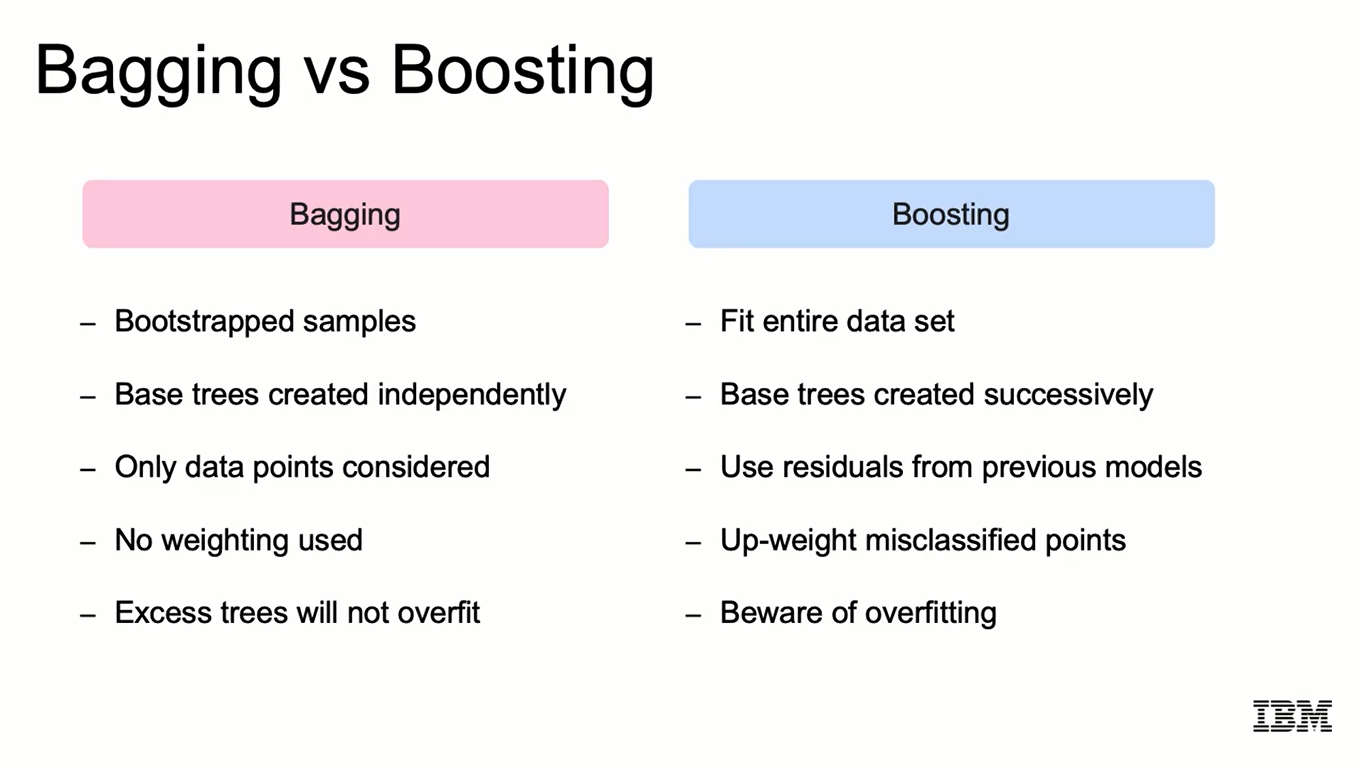 Bagging vs Boosting
Bagging
– Bootstrapped samples
– Base trees created independently
– Only data points considered
– No weighting used
– Excess trees will not overfit
Boosting
– Fit entire data set
– Base trees created successively
– Use residuals from previous models
– Up-weight misclassified points
– Beware of overfitting
IBM